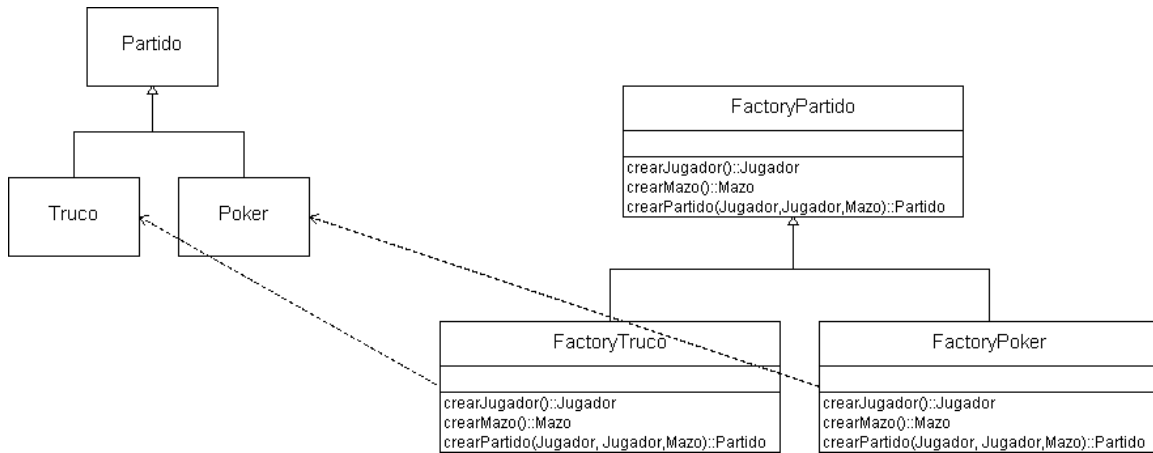 Partido
Truco
Poker
FactoryPartido
crearJugador()::Jugador
crearMazo()::Mazo
crearPartido(Jugador,Jugador,Mazo)::Partido
FactoryTruco
crearJugador()::Jugador
crearMazo()::Mazo
crearPartido(Jugador, Jugador,Mazo)::Partido
FactoryPoker
crearJugador()::Jugador
crearMazo()::Mazo
crearPartido(Jugador, Jugador,Mazo)::Partido